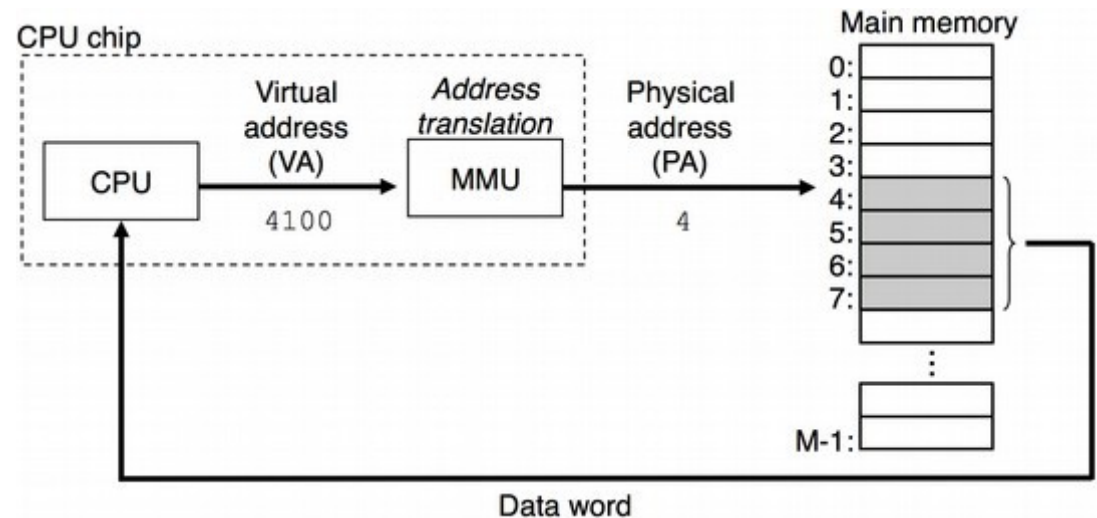 Main memory
CPU chip
0:
1:
2:
3:
4:
5:
6:
7:
M-1:
Virtual
address
(VA)
Address
translation
Physical
address
(PA)
CPU
MMU
4100
4
⋮
Data word